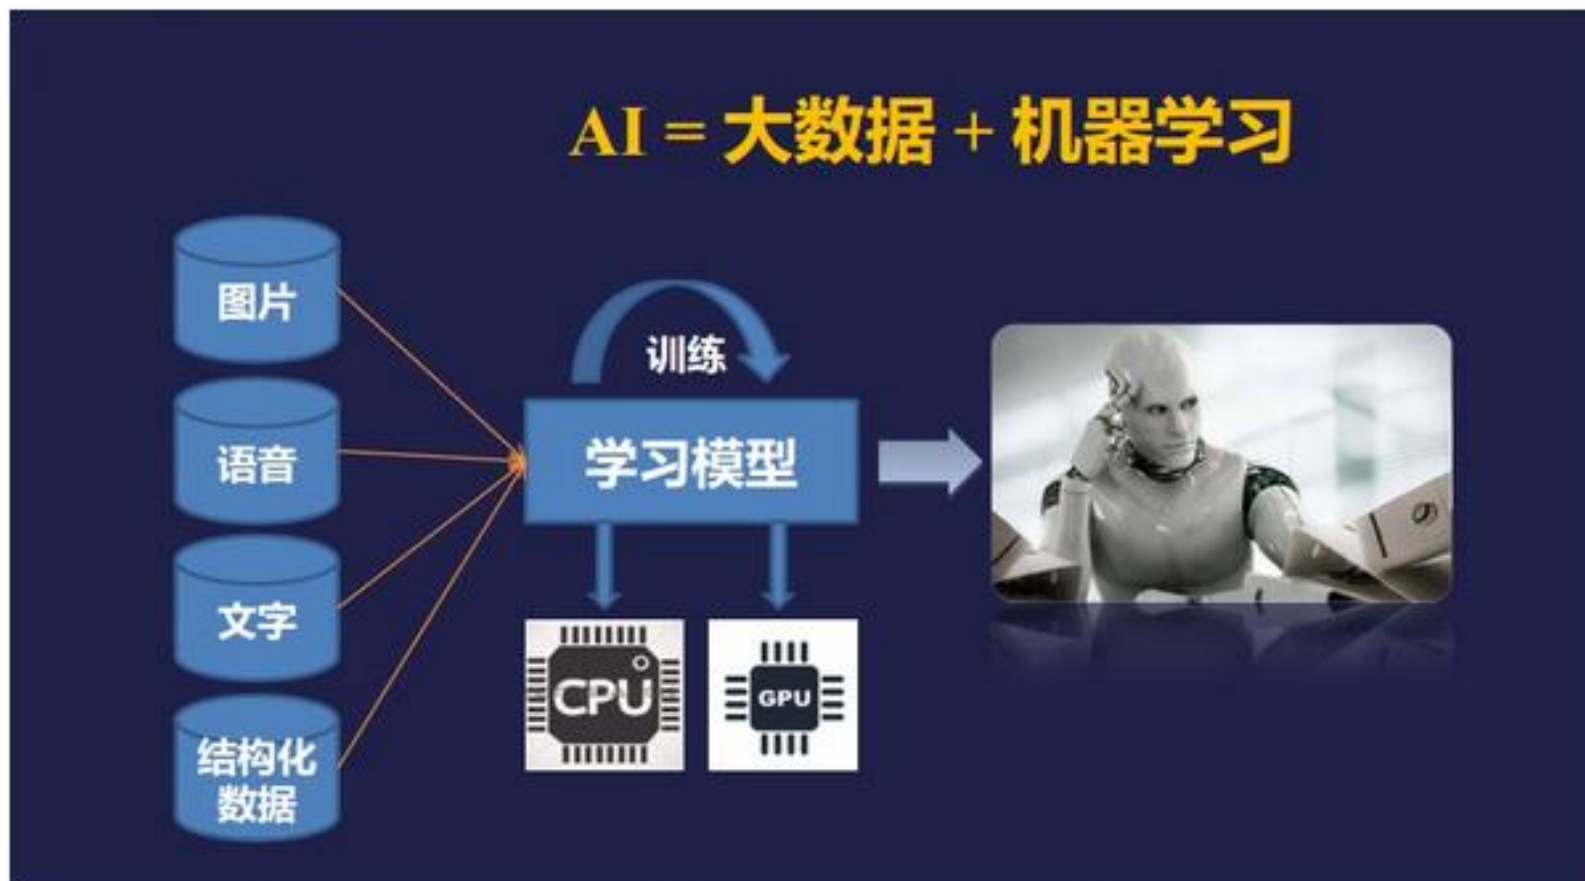 AI = 大数据 + 机器学习
图片
语音
文字
结构化
数据
训练
学习模型
CPU
GPU